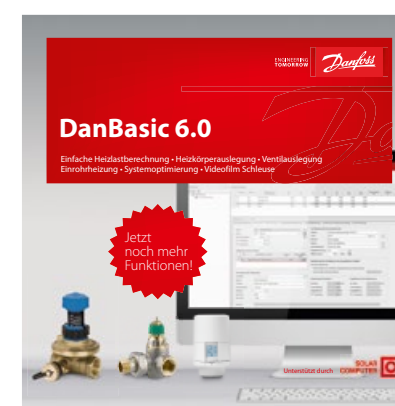 ENGINEERING
TOMORROW
Danfoss
DanBasic 6.0
Einfache Heizlastberechnung • Heizkörperauslegung • Ventilauslegung
Einrohrheizung • Systemoptimierung • Videofilm Schleuse
Jetzt
noch mehr
Funktionen!
Unterstützt durch
SOLAR
COMPUTER